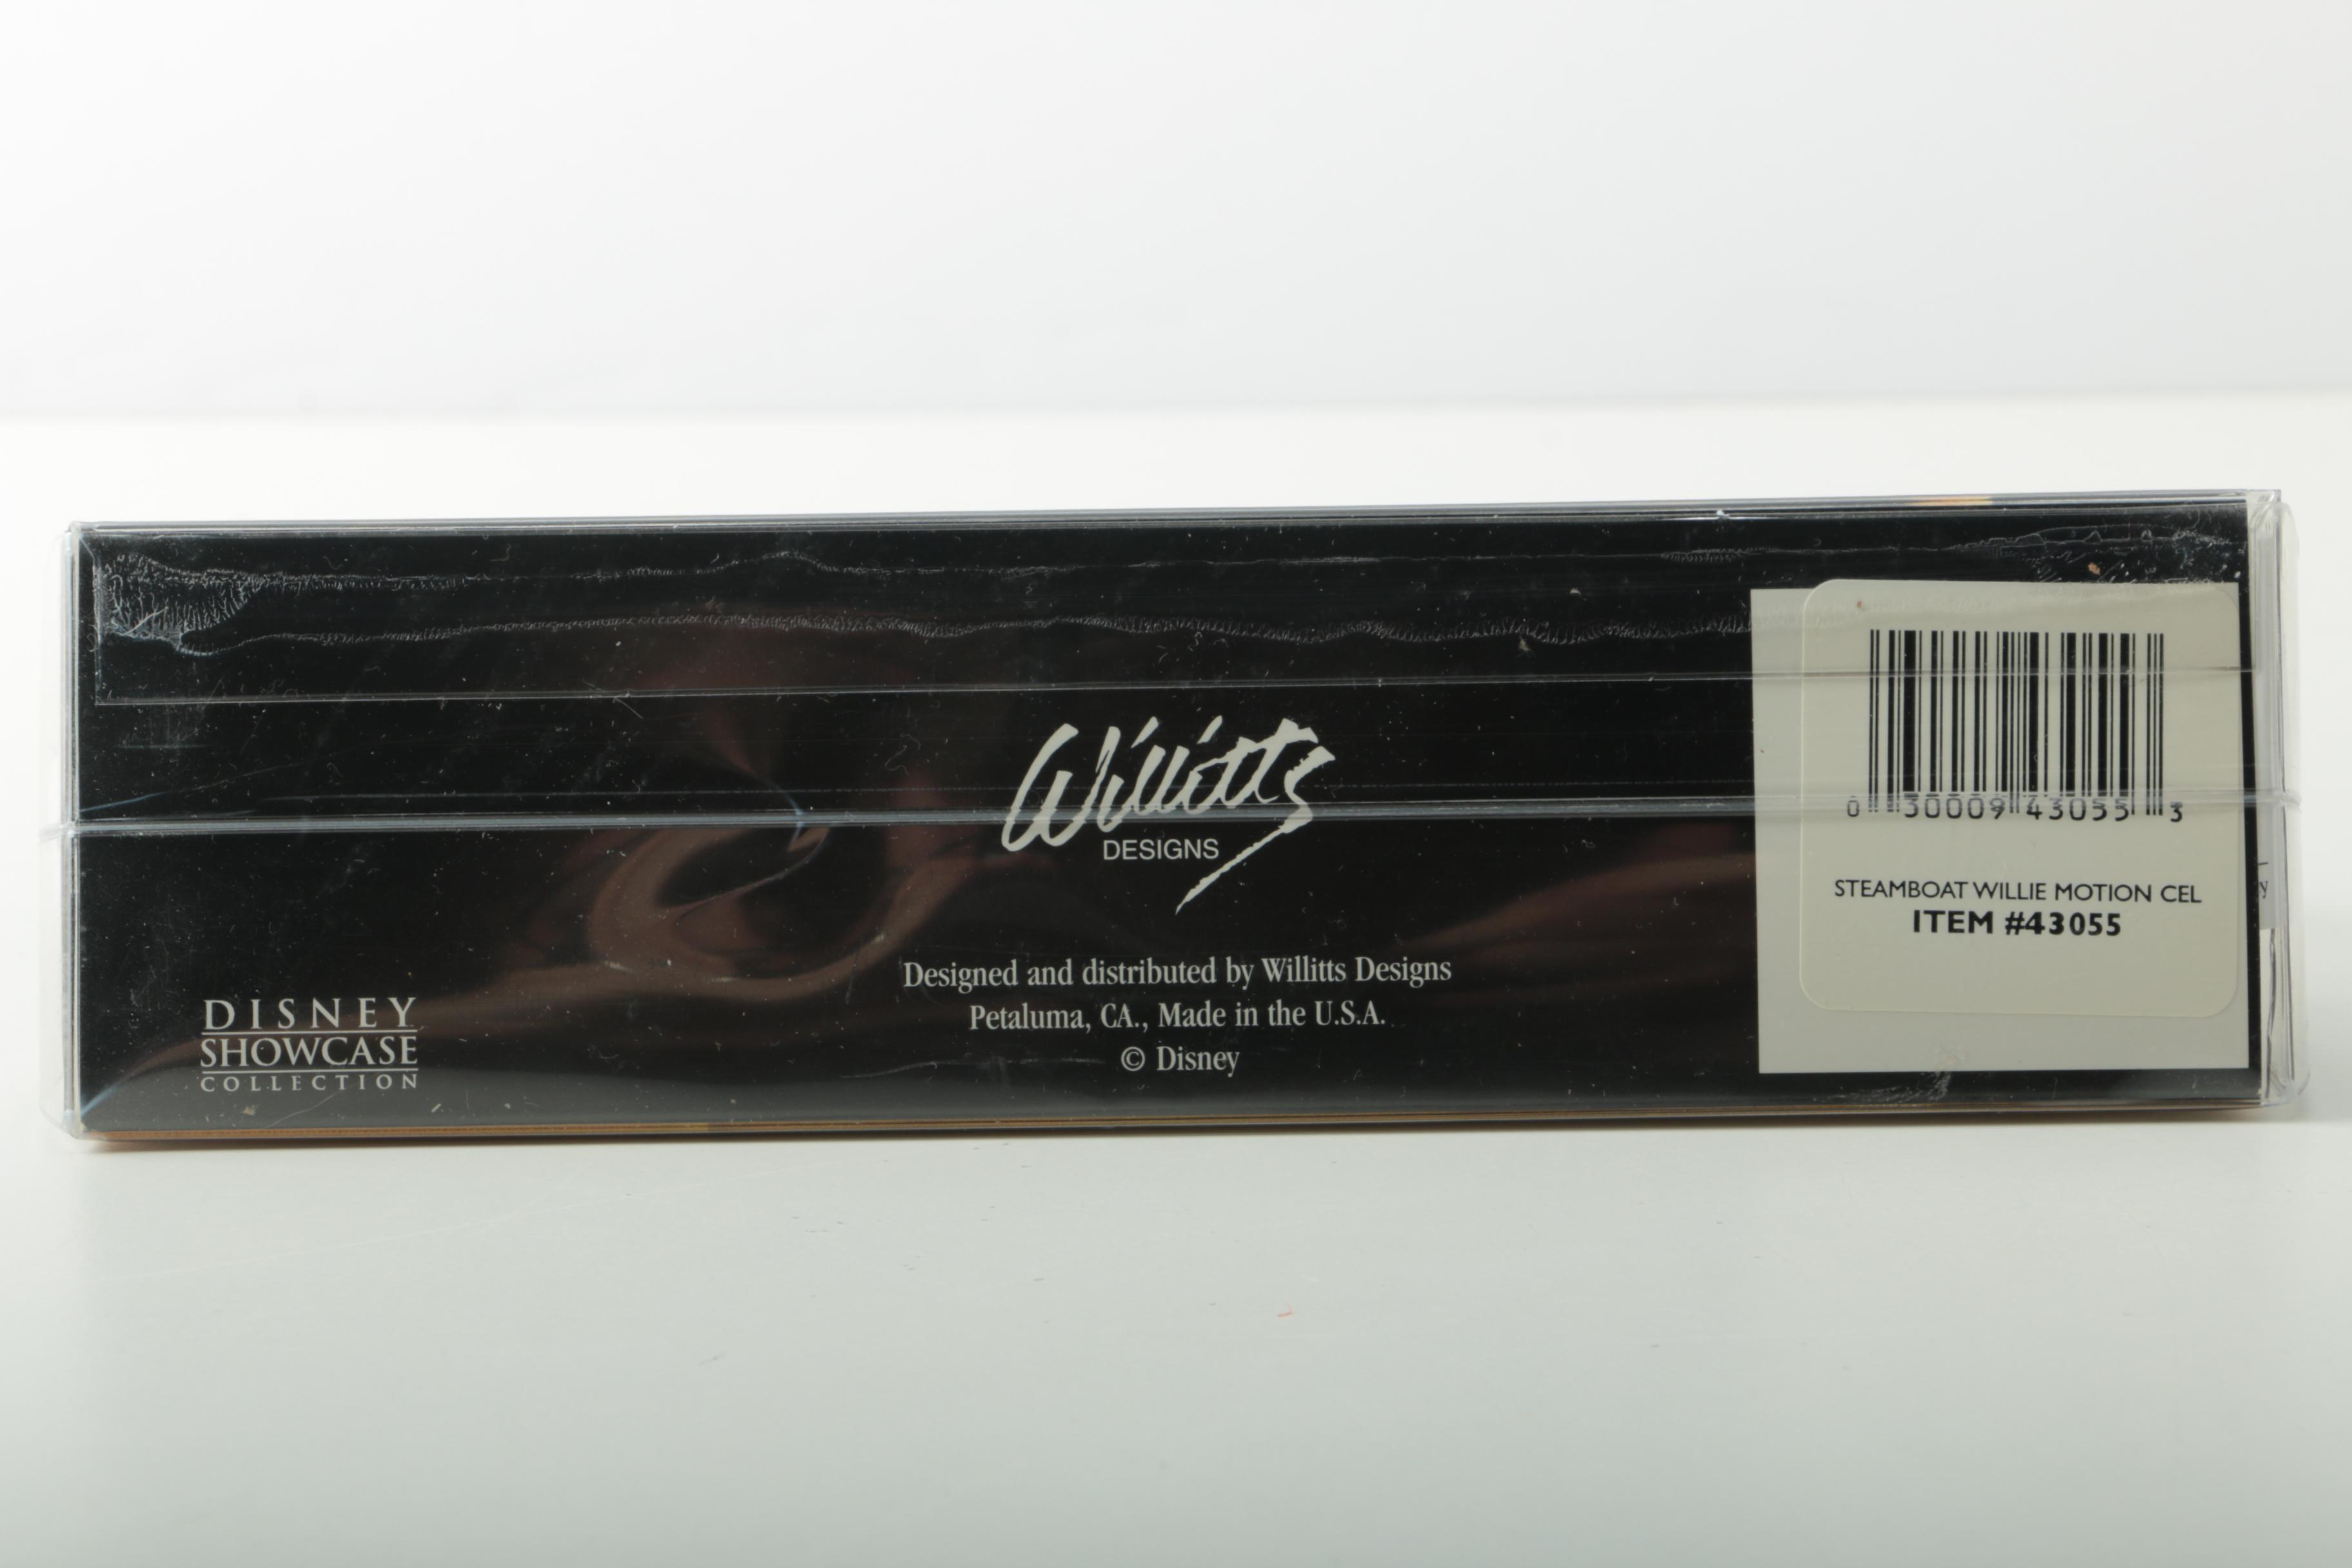 Willitts
DESIGNS
Designed and distributed by Willitts Designs
Petaluma, CA., Made in the U.S.A.
© Disney
DISNEY
SHOWCASE
COLLECTION
0 30009 43055 3
STEAMBOAT WILLIE MOTION CEL
ITEM #43055